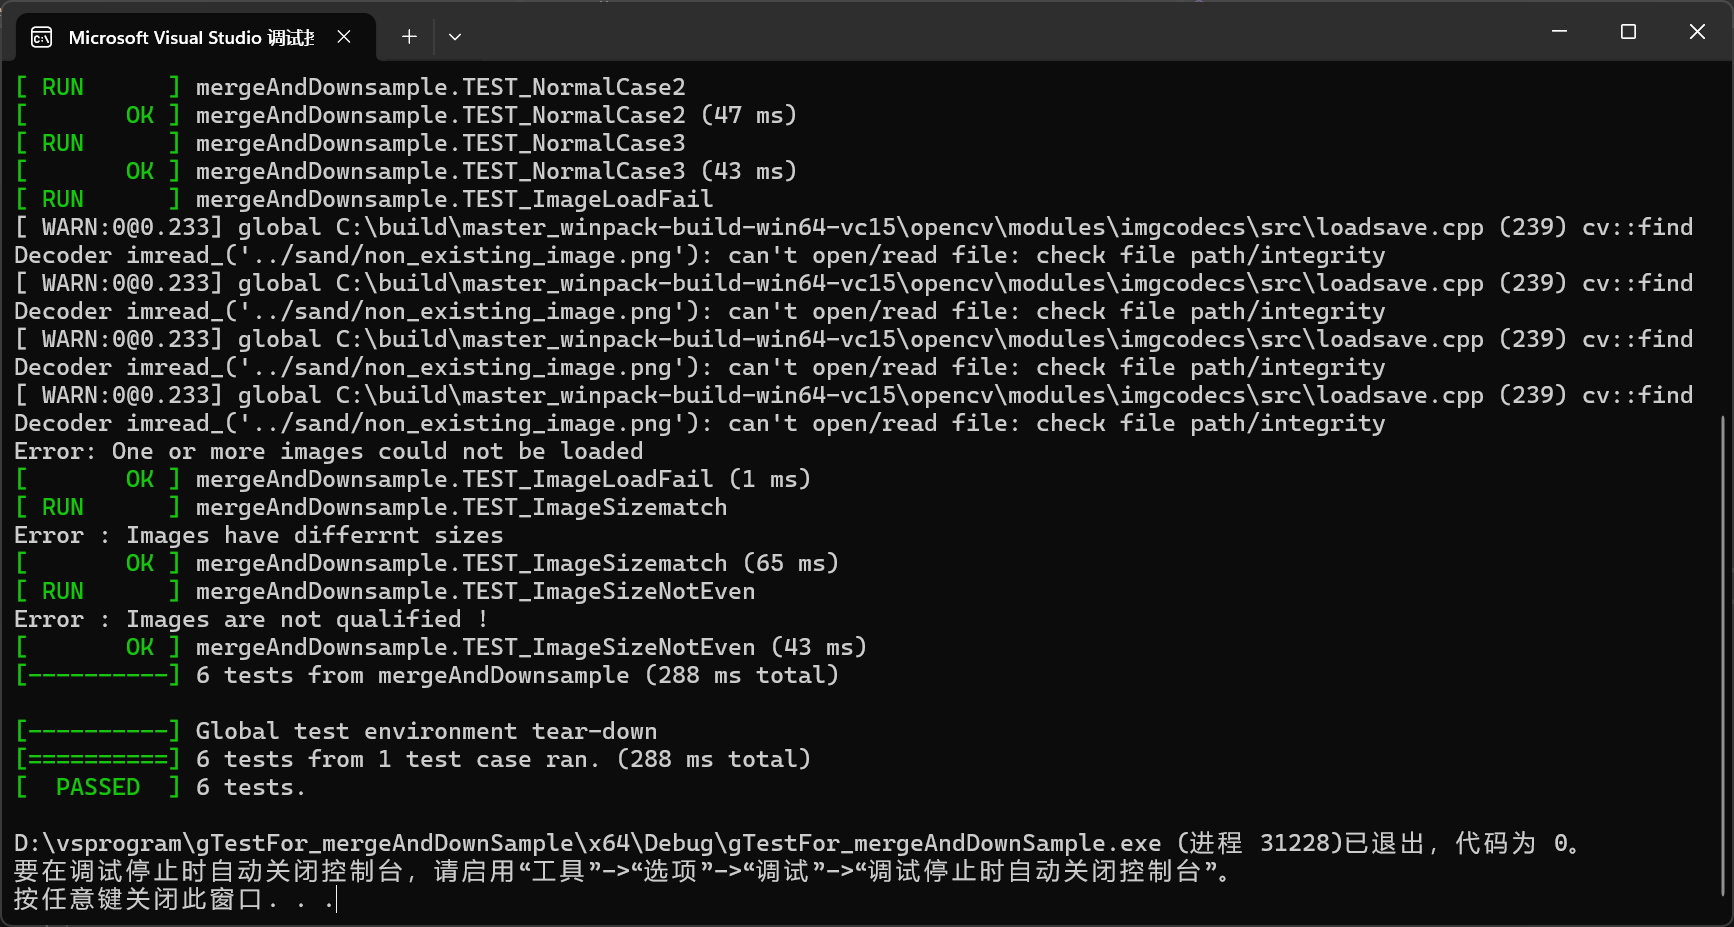 Microsoft Visual Studio 调试控
[ RUN      ] mergeAndDownsample.TEST_NormalCase2
[       OK ] mergeAndDownsample.TEST_NormalCase2 (47 ms)
[ RUN      ] mergeAndDownsample.TEST_NormalCase3
[       OK ] mergeAndDownsample.TEST_NormalCase3 (43 ms)
[ RUN      ] mergeAndDownsample.TEST_ImageLoadFail
[ WARN:0@0.233] global C:\build\master_winpack-build-win64-vc15\opencv\modules\imgcodecs\src\loadsave.cpp (239) cv::find
Decoder imread_('../sand/non_existing_image.png'): can't open/read file: check file path/integrity
[ WARN:0@0.233] global C:\build\master_winpack-build-win64-vc15\opencv\modules\imgcodecs\src\loadsave.cpp (239) cv::find
Decoder imread_('../sand/non_existing_image.png'): can't open/read file: check file path/integrity
[ WARN:0@0.233] global C:\build\master_winpack-build-win64-vc15\opencv\modules\imgcodecs\src\loadsave.cpp (239) cv::find
Decoder imread_('../sand/non_existing_image.png'): can't open/read file: check file path/integrity
[ WARN:0@0.233] global C:\build\master_winpack-build-win64-vc15\opencv\modules\imgcodecs\src\loadsave.cpp (239) cv::find
Decoder imread_('../sand/non_existing_image.png'): can't open/read file: check file path/integrity
Error: One or more images could not be loaded
[       OK ] mergeAndDownsample.TEST_ImageLoadFail (1 ms)
[ RUN      ] mergeAndDownsample.TEST_ImageSizematch
Error : Images have differrnt sizes
[       OK ] mergeAndDownsample.TEST_ImageSizematch (65 ms)
[ RUN      ] mergeAndDownsample.TEST_ImageSizeNotEven
Error : Images are not qualified !
[       OK ] mergeAndDownsample.TEST_ImageSizeNotEven (43 ms)
[----------] 6 tests from mergeAndDownsample (288 ms total)
[----------] Global test environment tear-down
[==========] 6 tests from 1 test case ran. (288 ms total)
[  PASSED  ] 6 tests.
D:\vsprogram\gTestFor_mergeAndDownSample\x64\Debug\gTestFor_mergeAndDownSample.exe (进程 31228)已退出，代码为 0。
要在调试停止时自动关闭控制台，请启用“工具”->“选项”->“调试”->“调试停止时自动关闭控制台”。
按任意键关闭此窗口. . .